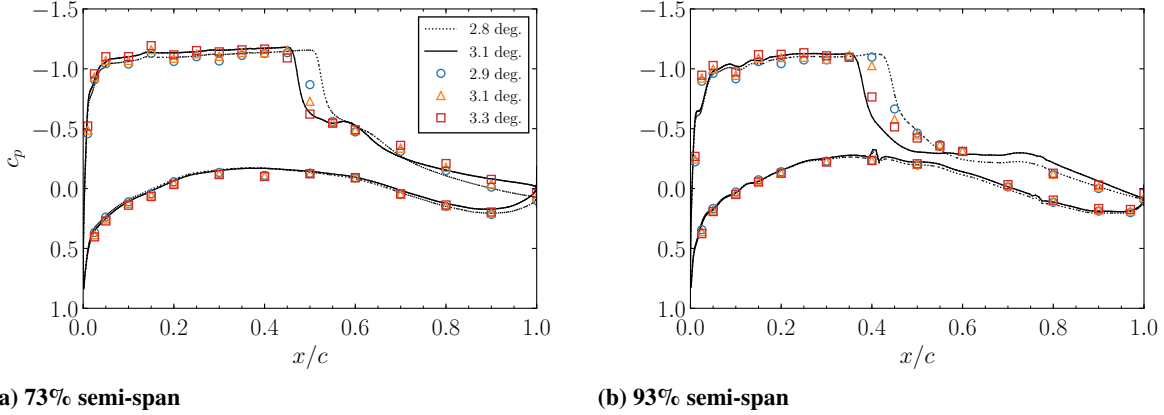 −1.5
−1.0
−0.5
0.0
0.5
1.0
c_p
0.0 0.2 0.4 0.6 0.8 1.0
x/c
2.8 deg.
3.1 deg.
2.9 deg.
3.1 deg.
3.3 deg.
a) 73% semi-span
−1.5
−1.0
−0.5
0.0
0.5
1.0
0.0 0.2 0.4 0.6 0.8 1.0
x/c
(b) 93% semi-span